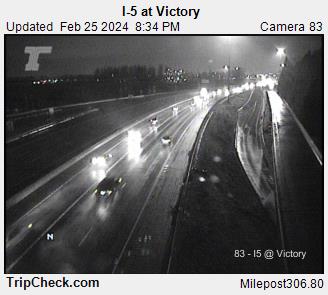 I-5 at Victory
Updated Feb 25 2024 8:34 PM Camera 83
T
N
83 - I5 @ Victory
TripCheck.com Milepost306.80